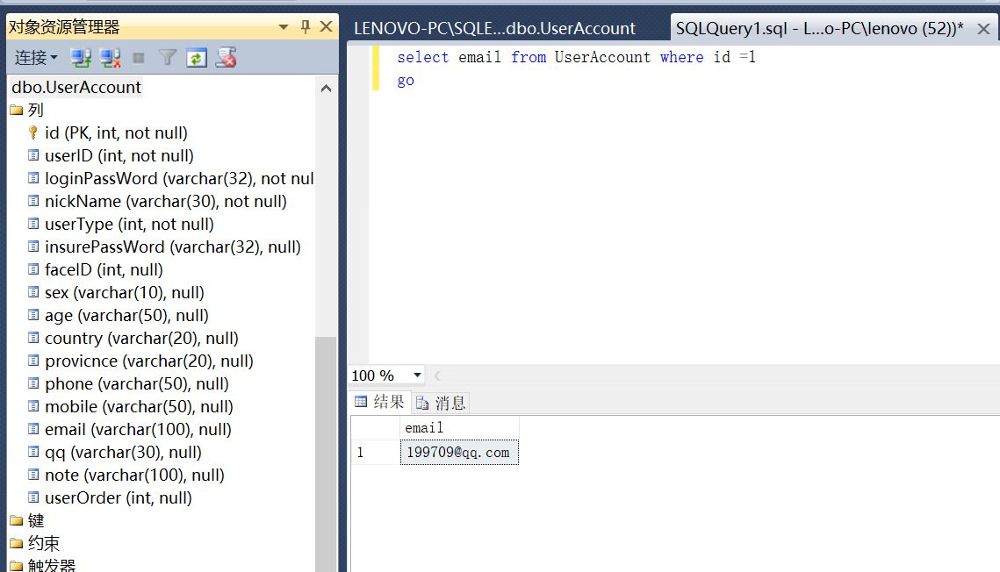 对象资源管理器
连接
dbo.UserAccount
列
id (PK, int, not null)
userID (int, not null)
loginPassWord (varchar(32), not nul
nickName (varchar(30), not null)
userType (int, not null)
insurePassWord (varchar(32), null)
faceID (int, null)
sex (varchar(10), null)
age (varchar(50), null)
country (varchar(20), null)
provicnce (varchar(20), null)
phone (varchar(50), null)
mobile (varchar(50), null)
email (varchar(100), null)
qq (varchar(30), null)
note (varchar(100), null)
userOrder (int, null)
键
约束
触发器
LENOVO-PC\SQLE...dbo.UserAccount
SQLQuery1.sql - L...o-PC\lenovo (52))*
select email from UserAccount where id =1
go
100 %
结果
消息
email
1 199709@qq.com